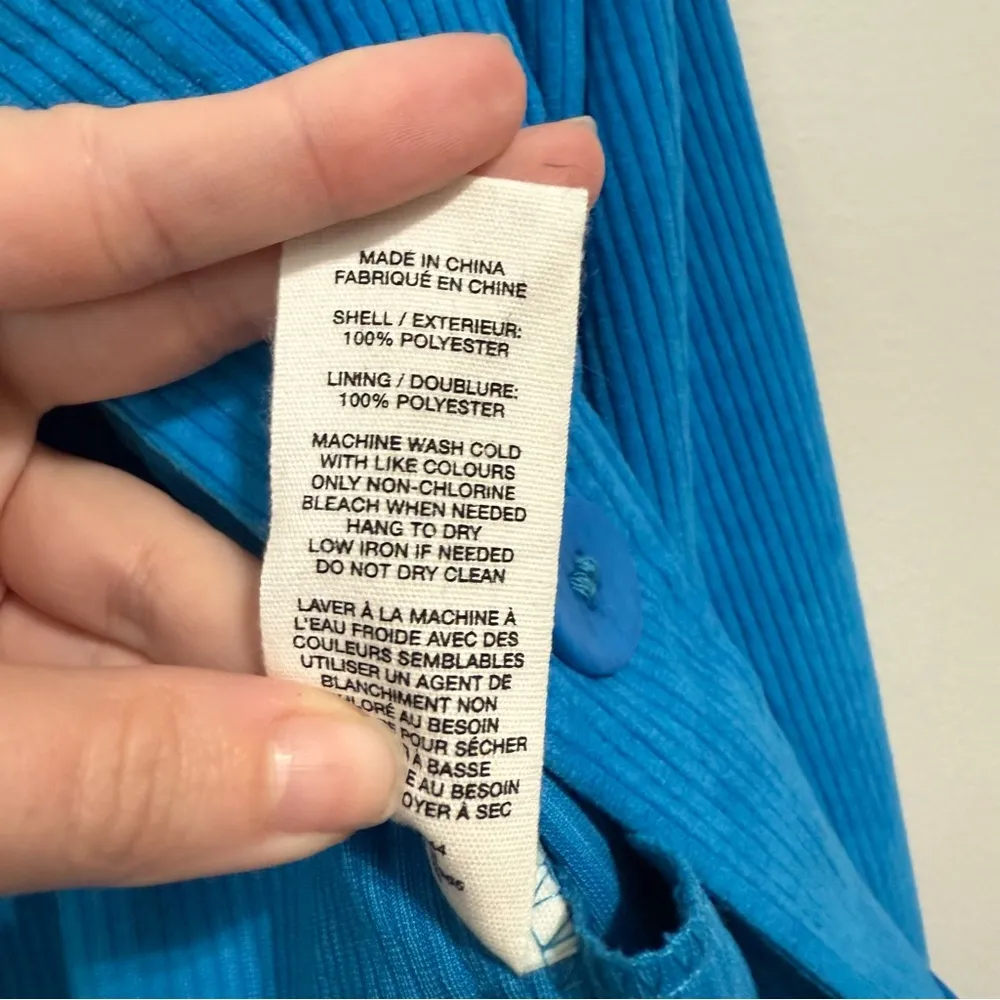 MADE IN CHINA
FABRIQUÉ EN CHINE
SHELL / EXTERIEUR:
100% POLYESTER
LINING / DOUBLURE:
100% POLYESTER
MACHINE WASH COLD
WITH LIKE COLOURS
ONLY NON-CHLORINE
BLEACH WHEN NEEDED
HANG TO DRY
LOW IRON IF NEEDED
DO NOT DRY CLEAN
LAVER À LA MACHINE À
L'EAU FROIDE AVEC DES
COULEURS SEMBLABLES
UTILISER UN AGENT DE
BLANCHIMENT NON
AU BESOIN
POUR SÉCHER
À BASSE
AU BESOIN
À SEC